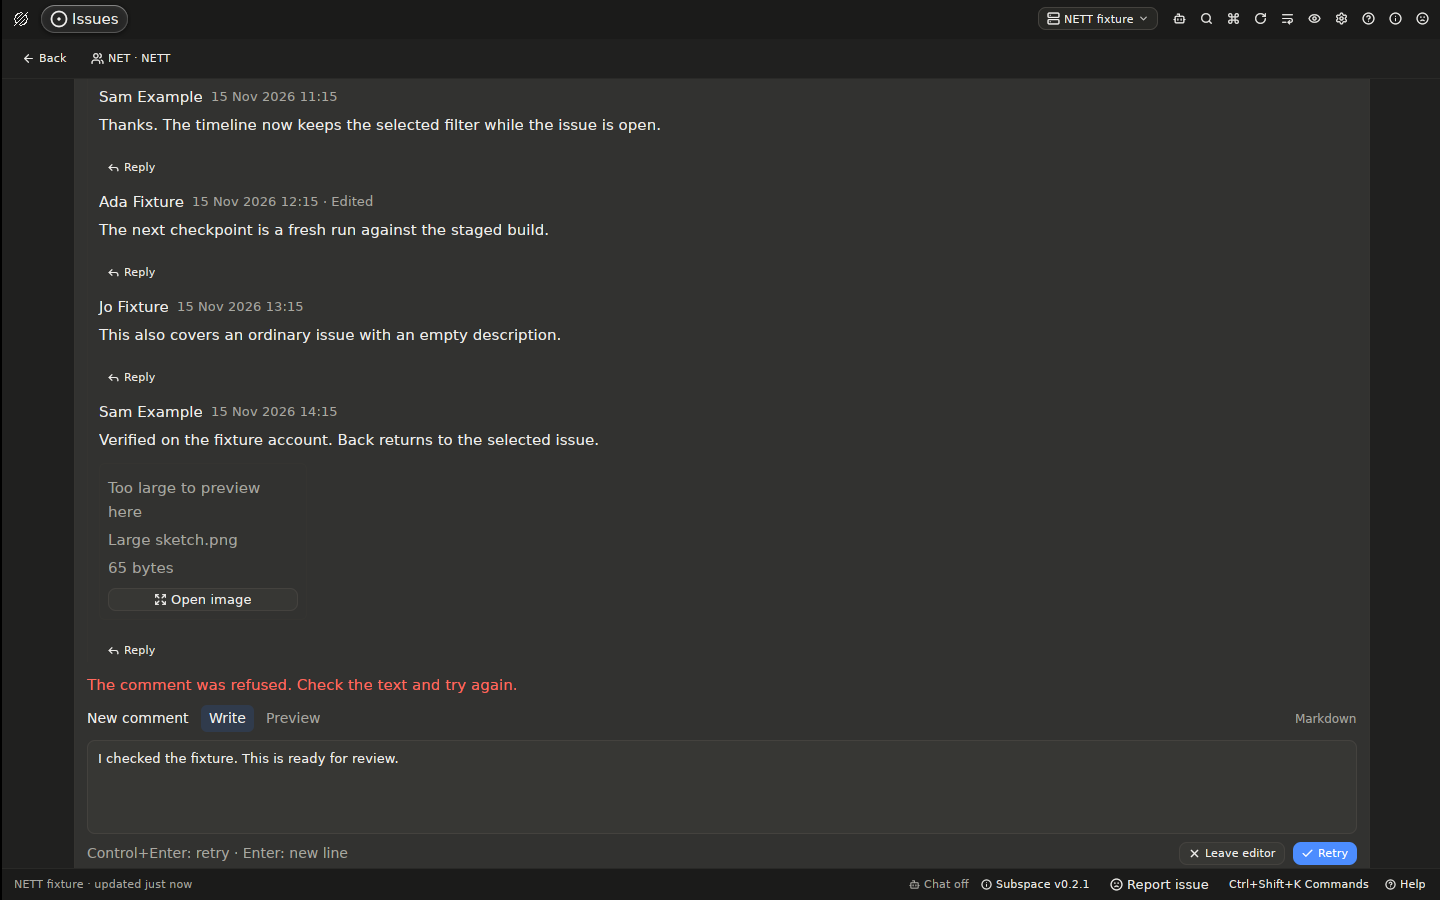 Issues
NETT fixture
Back
NET · NETT
Sam Example 15 Nov 2026 11:15
Thanks. The timeline now keeps the selected filter while the issue is open.
Reply
Ada Fixture 15 Nov 2026 12:15 · Edited
The next checkpoint is a fresh run against the staged build.
Reply
Jo Fixture 15 Nov 2026 13:15
This also covers an ordinary issue with an empty description.
Reply
Sam Example 15 Nov 2026 14:15
Verified on the fixture account. Back returns to the selected issue.
Too large to preview
here
Large sketch.png
65 bytes
Open image
Reply
The comment was refused. Check the text and try again.
New comment Write Preview Markdown
I checked the fixture. This is ready for review.
Control+Enter: retry · Enter: new line Leave editor Retry
NETT fixture · updated just now Chat off Subspace v0.2.1 Report issue Ctrl+Shift+K Commands Help